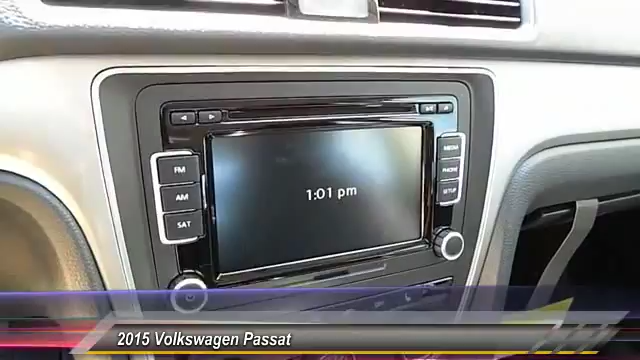 FM
AM
SAT
1:01 pm
MEDIA
PHONE
SETUP
2015 Volkswagen Passat